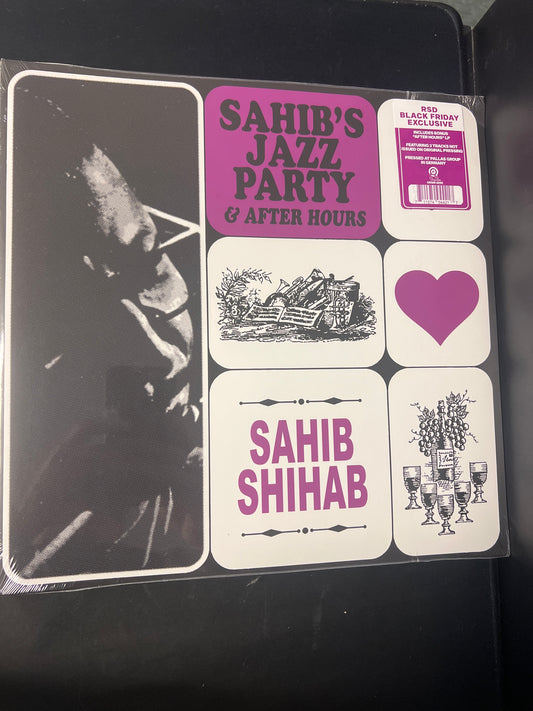 SAHIB'S
JAZZ
PARTY
& AFTER HOURS
RSD
BLACK FRIDAY
EXCLUSIVE
INCLUDES BONUS
"AFTER HOURS" LP
FEATURING 2 TRACKS NOT
ISSUED ON ORIGINAL PRESSING
PRESSED AT PALLAS GROUP
IN GERMANY
SAHIB
SHIHAB